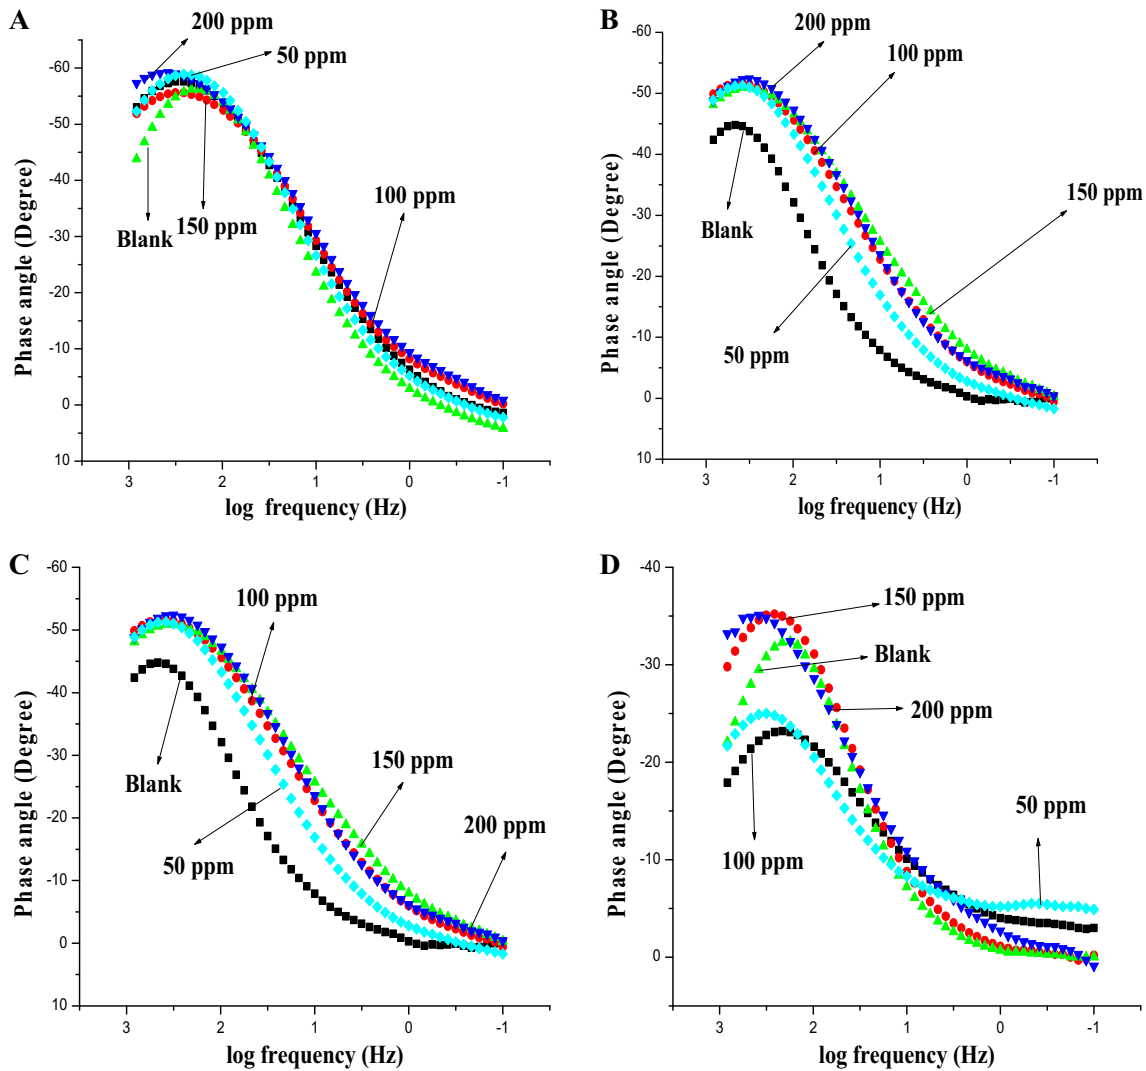 A
200 ppm
50 ppm
-60
-50
-40
-30
-20
-10
0
10
Phase angle (Degree)
100 ppm
150 ppm
Blank
3
2
1
0
-1
log frequency (Hz)
B
-60
-50
-40
-30
-20
-10
0
10
Phase angle (Degree)
200 ppm
100 ppm
150 ppm
Blank
50 ppm
3
2
1
0
-1
log frequency (Hz)
C
-60
-50
-40
-30
-20
-10
0
10
Phase angle (Degree)
100 ppm
Blank
150 ppm
50 ppm
200 ppm
3
2
1
0
-1
log frequency (Hz)
D
-40
-30
-20
-10
0
Phase angle (Degree)
150 ppm
Blank
200 ppm
50 ppm
100 ppm
3
2
1
0
-1
log frequency (Hz)